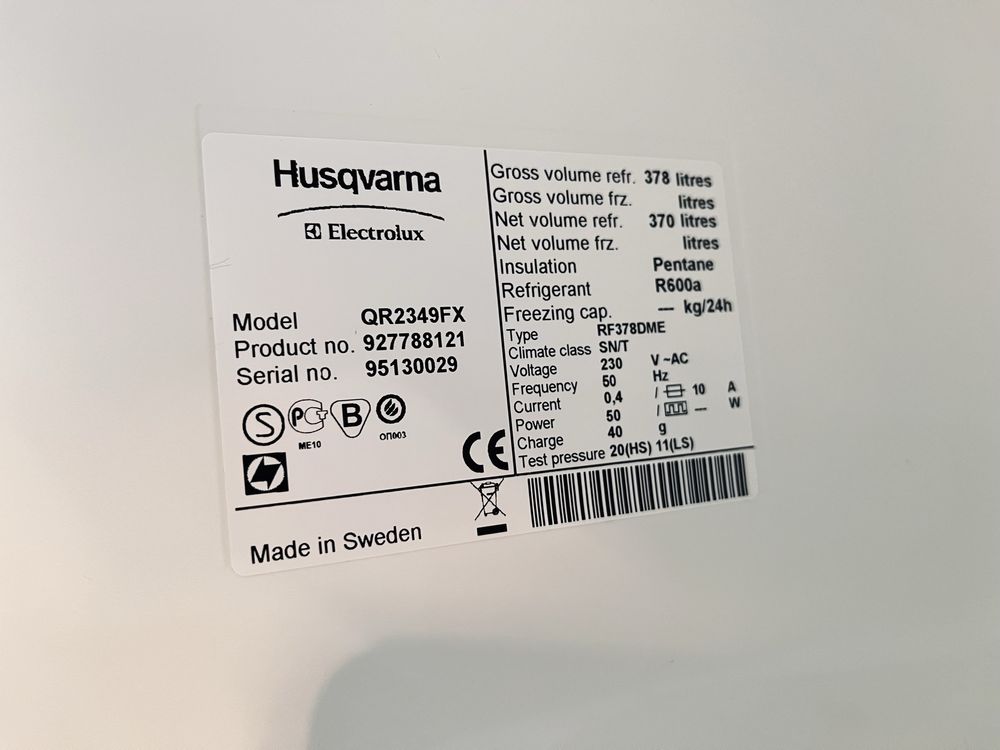 Husqvarna
Electrolux
Model QR2349FX
Product no. 927788121
Serial no. 95130029
S PCT B
ME10 ОП003
CE
Made in Sweden
Gross volume refr. 378 litres
Gross volume frz. litres
Net volume refr. 370 litres
Net volume frz. litres
Insulation Pentane
Refrigerant R600a
Freezing cap. --- kg/24h
Type RF378DME
Climate class SN/T
Voltage 230 V ~AC
Frequency 50 Hz
Current 0,4 / 10 A
Power 50 / --- W
Charge 40 g
Test pressure 20(HS) 11(LS)